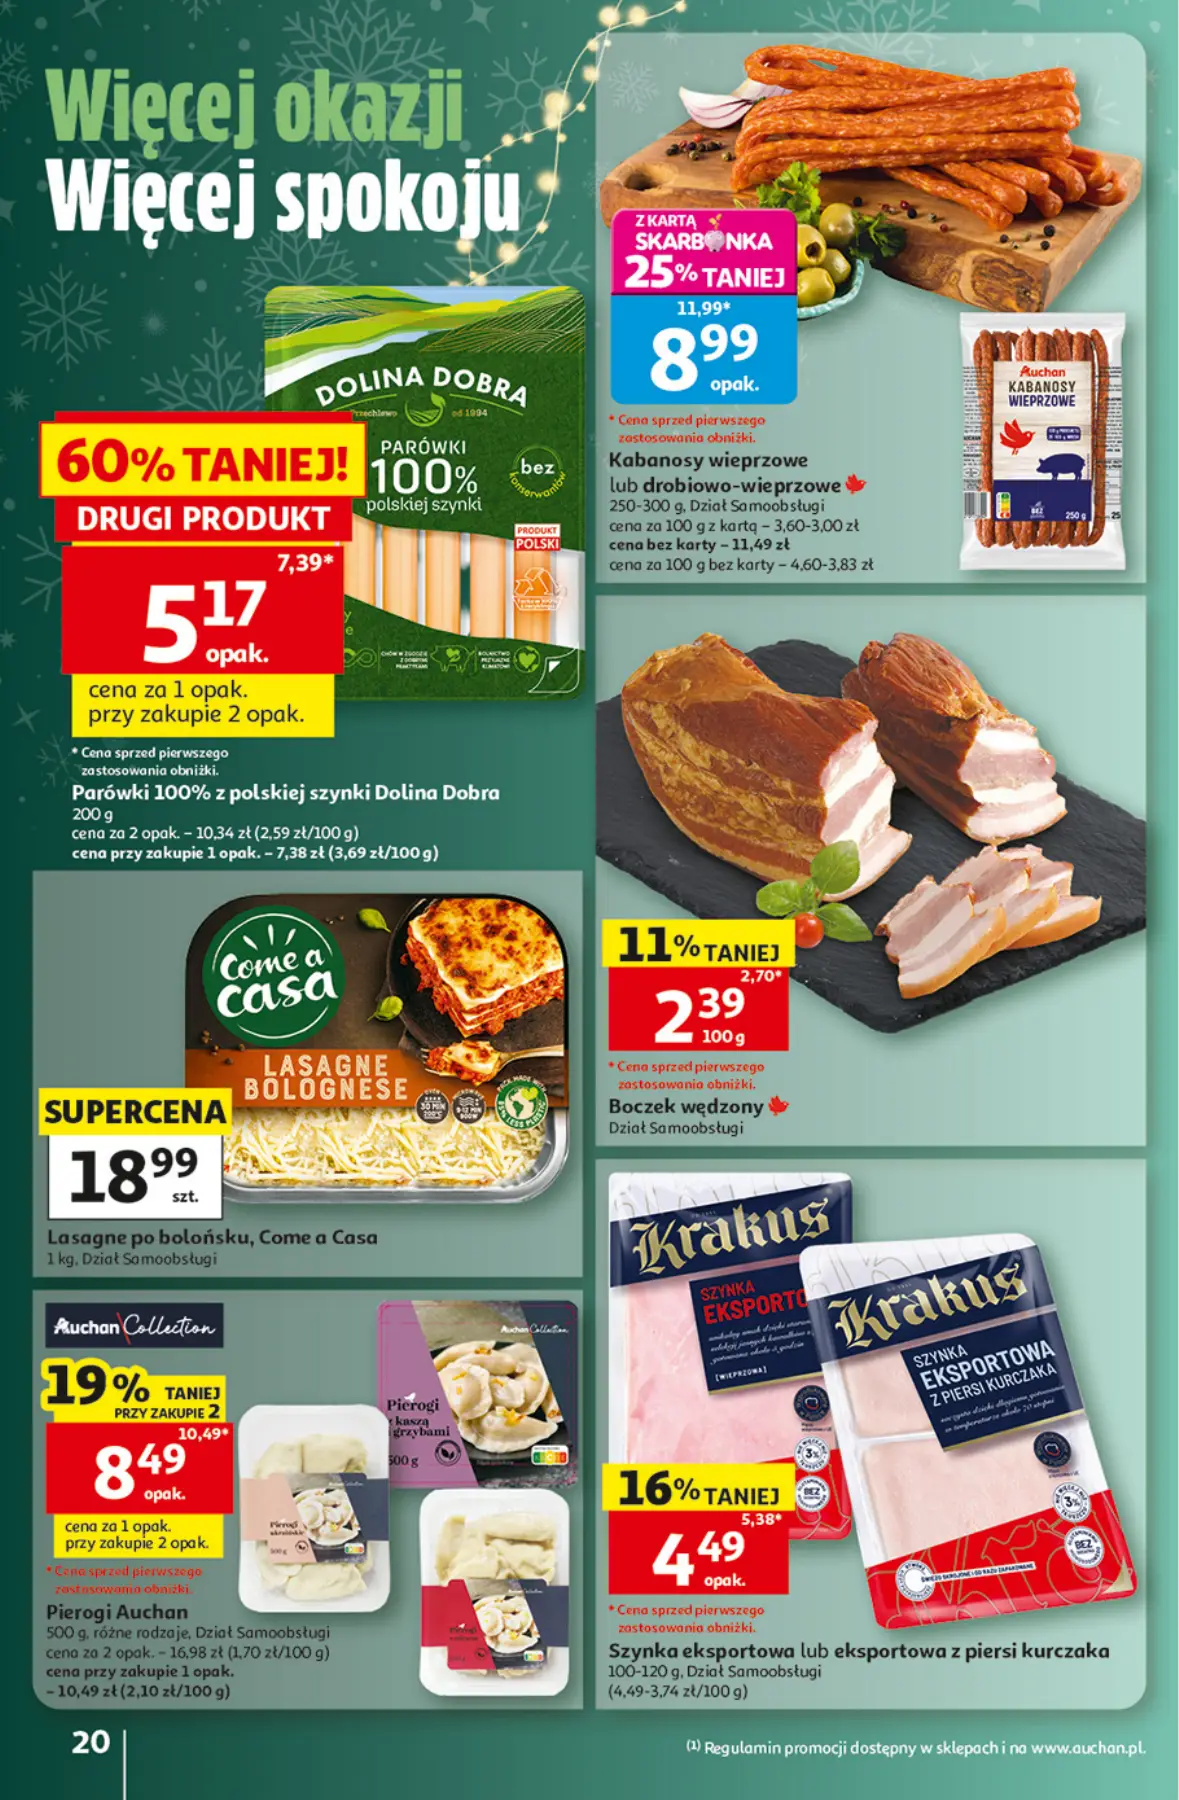 Więcej okazji
Więcej spokoju
DOLINA DOBRA
Przechlewo od 1994
PARÓWKI
100%
polskiej szynki
bez
konserwantów
PRODUKT
POLSKI
60% TANIEJ!
DRUGI PRODUKT
7,39*
5 17
opak.
cena za 1 opak.
przy zakupie 2 opak.
* Cena sprzed pierwszego
zastosowania obniżki.
Parówki 100% z polskiej szynki Dolina Dobra
200 g
cena za 2 opak. – 10,34 zł (2,59 zł/100 g)
cena przy zakupie 1 opak. – 7,38 zł (3,69 zł/100 g)
Come a
casa
LASAGNE
BOLOGNESE
SUPERCENA
18 99
szt.
Lasagne po bolońsku, Come a Casa
1 kg, Dział Samoobsługi
Auchan Collection
19% TANIEJ
PRZY ZAKUPIE 2
10,49*
8 49
opak.
cena za 1 opak.
przy zakupie 2 opak.
* Cena sprzed pierwszego
zastosowania obniżki.
Auchan Collection
Pierogi
z kaszą
i grzybami
500 g
Pierogi
ukraińskie
500 g
Pierogi Auchan
500 g, różne rodzaje, Dział Samoobsługi
cena za 2 opak. – 16,98 zł (1,70 zł/100 g)
cena przy zakupie 1 opak.
– 10,49 zł (2,10 zł/100 g)
Z KARTĄ
SKARBONKA
25% TANIEJ
11,99*
8 99
opak.
* Cena sprzed pierwszego
zastosowania obniżki.
Kabanosy wieprzowe
lub drobiowo-wieprzowe
250-300 g, Dział Samoobsługi
cena za 100 g z kartą – 3,60-3,00 zł
cena bez karty – 11,49 zł
cena za 100 g bez karty – 4,60-3,83 zł
Auchan
KABANOSY
WIEPRZOWE
BEZ
250 g
11% TANIEJ
2,70*
2 39
100 g
* Cena sprzed pierwszego
zastosowania obniżki.
Boczek wędzony
Dział Samoobsługi
Krakus
SZYNKA
EKSPORTO
[WIEPRZOWA]
Krakus
SZYNKA
EKSPORTOWA
Z PIERSI KURCZAKA
3%
BEZ
16% TANIEJ
5,38*
4 49
opak.
* Cena sprzed pierwszego
zastosowania obniżki.
Szynka eksportowa lub eksportowa z piersi kurczaka
100-120 g, Dział Samoobsługi
(4,49-3,74 zł/100 g)
20
(1) Regulamin promocji dostępny w sklepach i na www.auchan.pl.